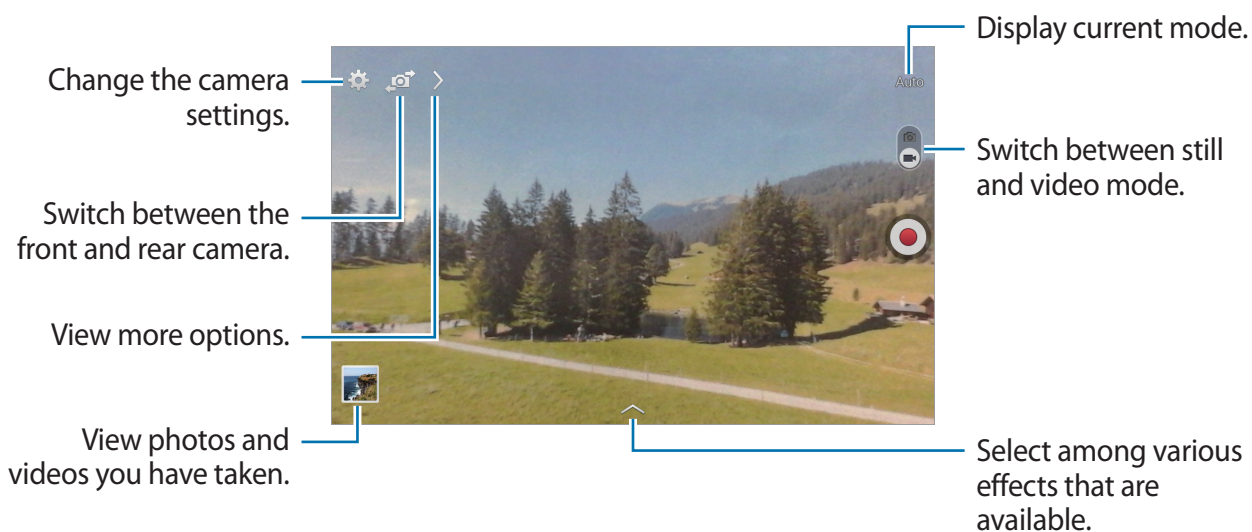 Display current mode.
Change the camera
settings.
Auto
Switch between still
and video mode.
Switch between the
front and rear camera.
View more options.
View photos and
videos you have taken.
Select among various
effects that are
available.